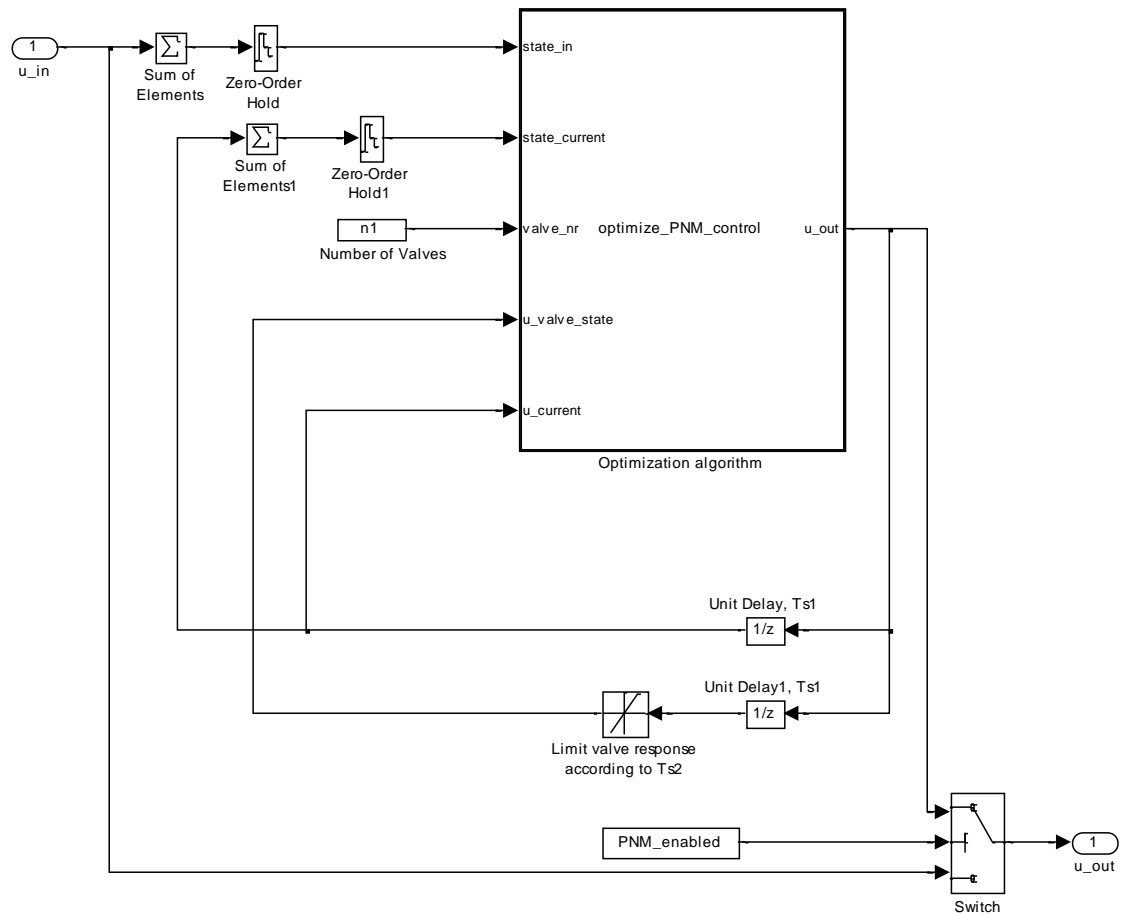 1
u_in
Sum of
Elements
Zero-Order
Hold
state_in
Sum of
Elements1
Zero-Order
Hold1
state_current
n1
Number of Valves
valve_nr
optimize_PNM_control
u_out
u_valve_state
u_current
Optimization algorithm
Unit Delay, Ts1
1/z
Unit Delay1, Ts1
1/z
Limit valve response
according to Ts2
PNM_enabled
Switch
1
u_out